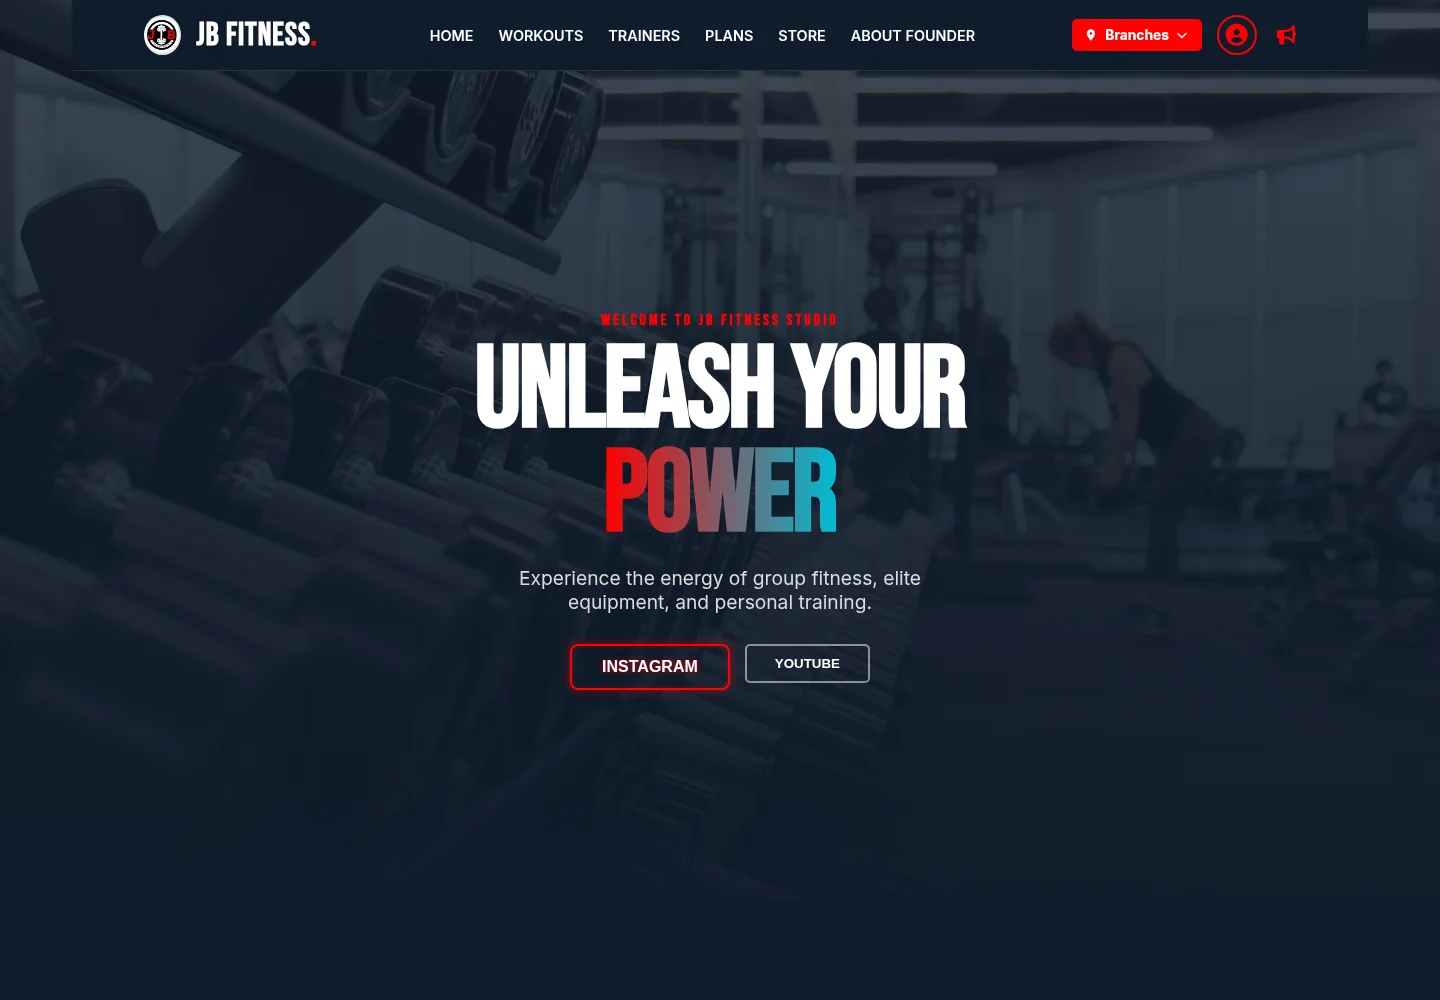 JB FITNESS.
HOME
WORKOUTS
TRAINERS
PLANS
STORE
ABOUT FOUNDER
Branches
WELCOME TO JB FITNESS STUDIO
UNLEASH YOUR
POWER
Experience the energy of group fitness, elite
equipment, and personal training.
INSTAGRAM
YOUTUBE